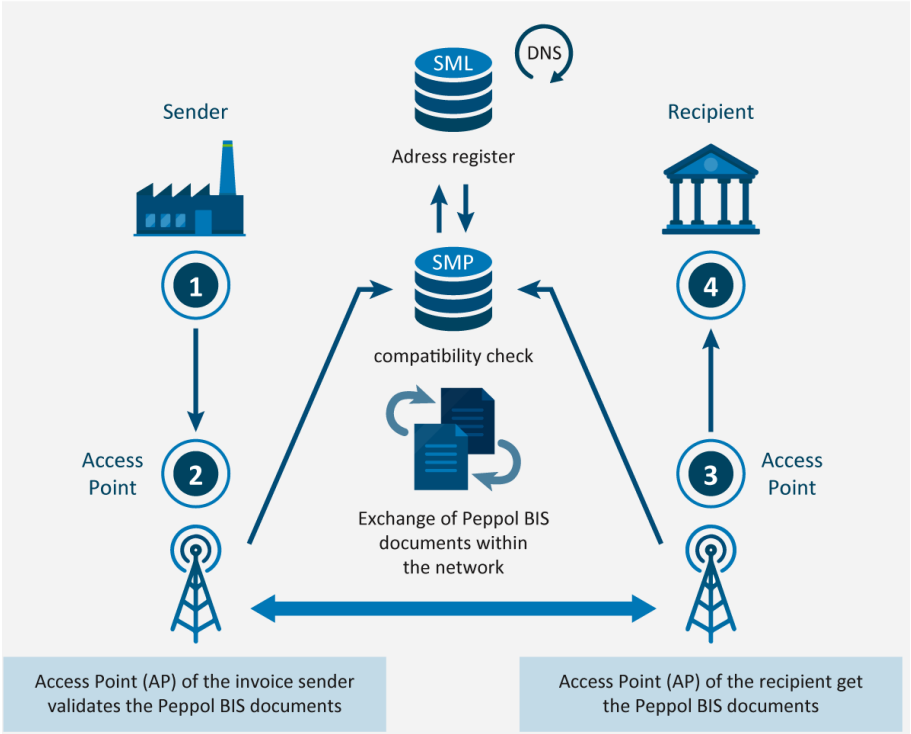 SML
DNS
Sender
Recipient
Adress register
SMP
1
4
compatibility check
Access
Point
2
3
Access
Point
Exchange of Peppol BIS
documents within
the network
Access Point (AP) of the invoice sender
validates the Peppol BIS documents
Access Point (AP) of the recipient get
the Peppol BIS documents